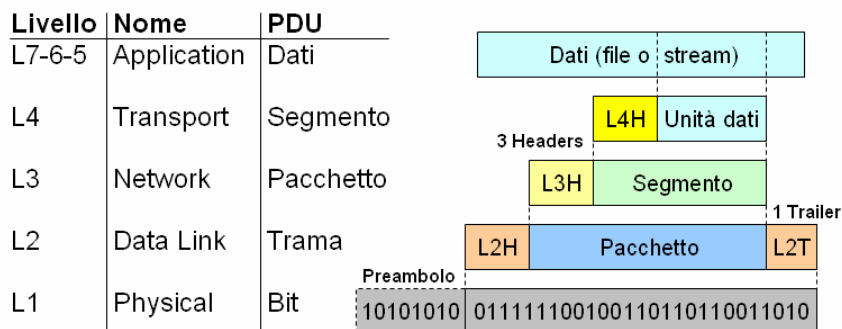 Livello Nome PDU
L7-6-5 Application Dati Dati (file o stream)
L4 Transport Segmento L4H Unità dati
3 Headers
L3 Network Pacchetto L3H Segmento
1 Trailer
L2 Data Link Trama L2H Pacchetto L2T
Preambolo
L1 Physical Bit 10101010 0111111001001101101100110​10